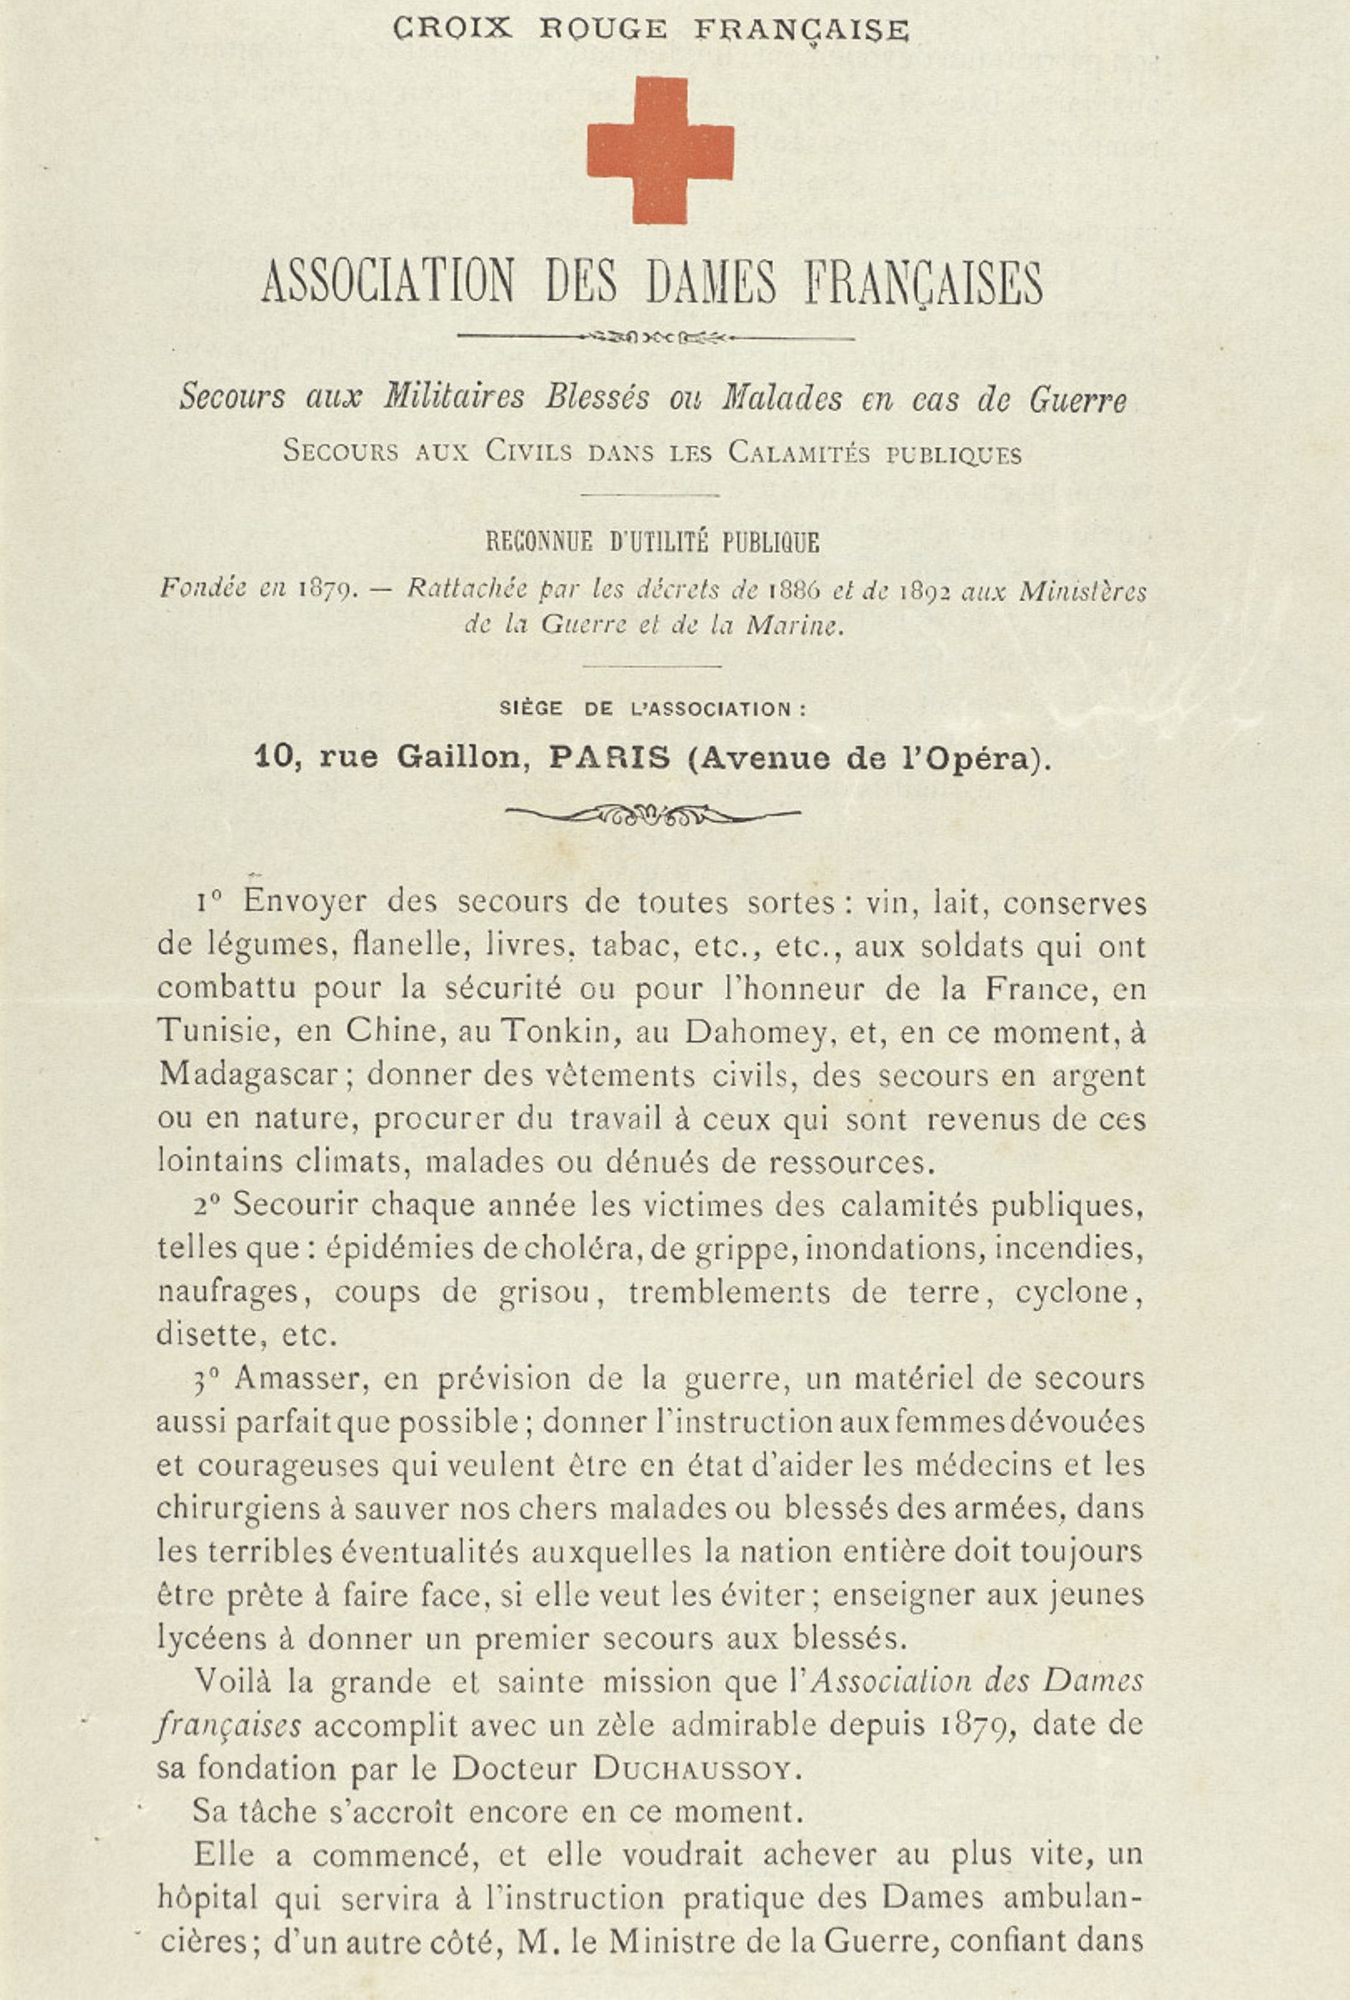 CROIX ROUGE FRANÇAISE
ASSOCIATION DES DAMES FRANÇAISES
Secours aux Militaires Blessés ou Malades en cas de Guerre
SECOURS AUX CIVILS DANS LES CALAMITÉS PUBLIQUES
RECONNUE D'UTILITÉ PUBLIQUE
Fondée en 1879. — Rattachée par les décrets de 1886 et de 1892 aux Ministères
de la Guerre et de la Marine.
SIÈGE DE L'ASSOCIATION :
10, rue Gaillon, PARIS (Avenue de l'Opéra).
1º Envoyer des secours de toutes sortes : vin, lait, conserves
de légumes, flanelle, livres, tabac, etc., etc., aux soldats qui ont
combattu pour la sécurité ou pour l'honneur de la France, en
Tunisie, en Chine, au Tonkin, au Dahomey, et, en ce moment, à
Madagascar ; donner des vêtements civils, des secours en argent
ou en nature, procurer du travail à ceux qui sont revenus de ces
lointains climats, malades ou dénués de ressources.
2º Secourir chaque année les victimes des calamités publiques,
telles que : épidémies de choléra, de grippe, inondations, incendies,
naufrages, coups de grisou, tremblements de terre, cyclone,
disette, etc.
3º Amasser, en prévision de la guerre, un matériel de secours
aussi parfait que possible ; donner l'instruction aux femmes dévouées
et courageuses qui veulent être en état d'aider les médecins et les
chirurgiens à sauver nos chers malades ou blessés des armées, dans
les terribles éventualités auxquelles la nation entière doit toujours
être prête à faire face, si elle veut les éviter ; enseigner aux jeunes
lycéens à donner un premier secours aux blessés.
Voilà la grande et sainte mission que l'Association des Dames
françaises accomplit avec un zèle admirable depuis 1879, date de
sa fondation par le Docteur DUCHAUSSOY.
Sa tâche s'accroît encore en ce moment.
Elle a commencé, et elle voudrait achever au plus vite, un
hôpital qui servira à l'instruction pratique des Dames ambulan-
cières ; d'un autre côté, M. le Ministre de la Guerre, confiant dans